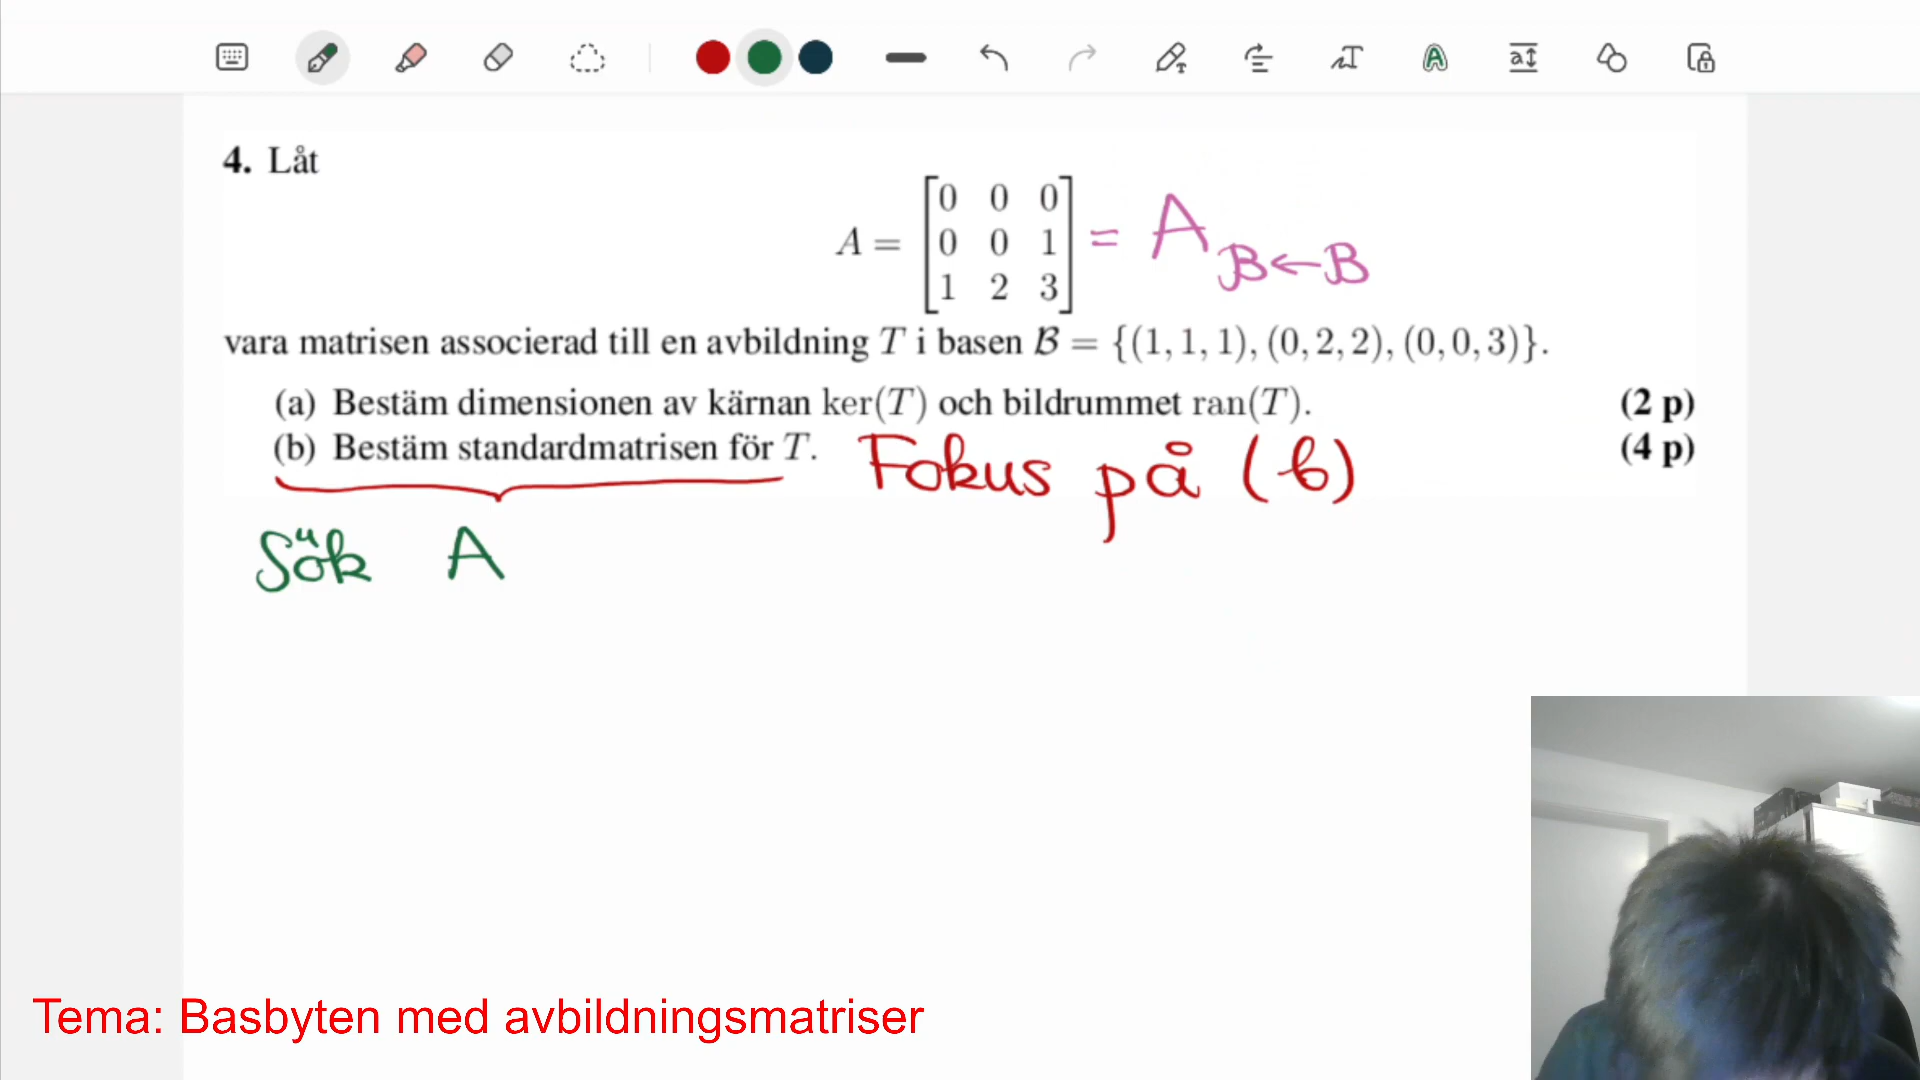 4. Låt
A = [0 0 0
0 0 1
1 2 3] = A B←B
vara matrisen associerad till en avbildning T i basen B = {(1, 1, 1), (0, 2, 2), (0, 0, 3)}.
(a) Bestäm dimensionen av kärnan ker(T) och bildrummet ran(T). (2 p)
(b) Bestäm standardmatrisen för T. (4 p)
Fokus på (b)
Sök A
Tema: Basbyten med avbildningsmatriser